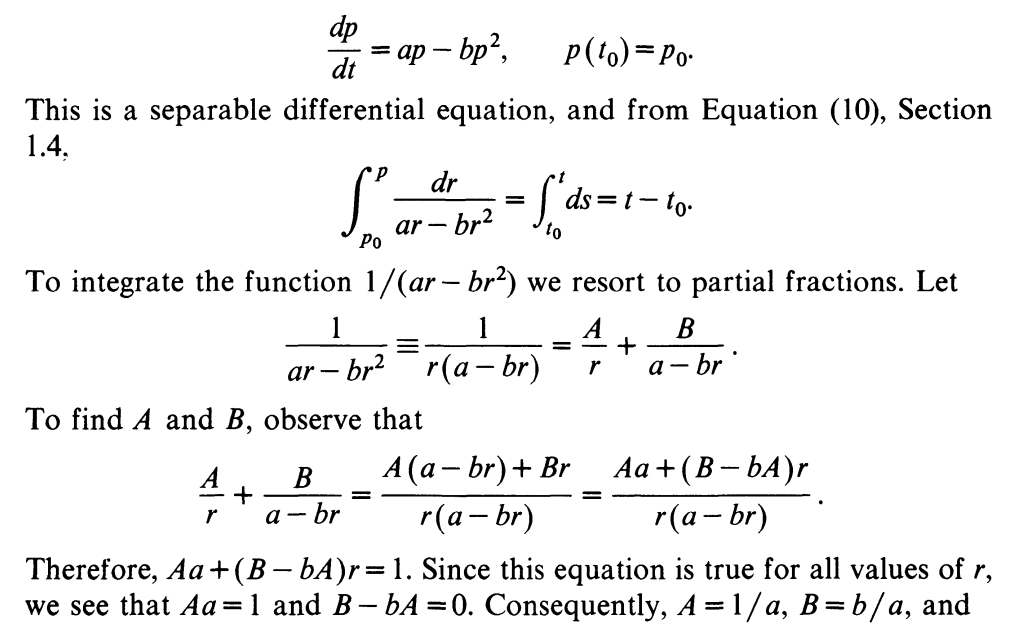 dp/dt = ap − bp², p(t₀) = p₀.
This is a separable differential equation, and from Equation (10), Section
1.4,
∫_{p₀}^{p} dr/(ar − br²) = ∫_{t₀}^{t} ds = t − t₀.
To integrate the function 1/(ar − br²) we resort to partial fractions. Let
1/(ar − br²) ≡ 1/(r(a − br)) = A/r + B/(a − br).
To find A and B, observe that
A/r + B/(a − br) = (A(a − br) + Br)/(r(a − br)) = (Aa + (B − bA)r)/(r(a − br)).
Therefore, Aa + (B − bA)r = 1. Since this equation is true for all values of r,
we see that Aa = 1 and B − bA = 0. Consequently, A = 1/a, B = b/a, and